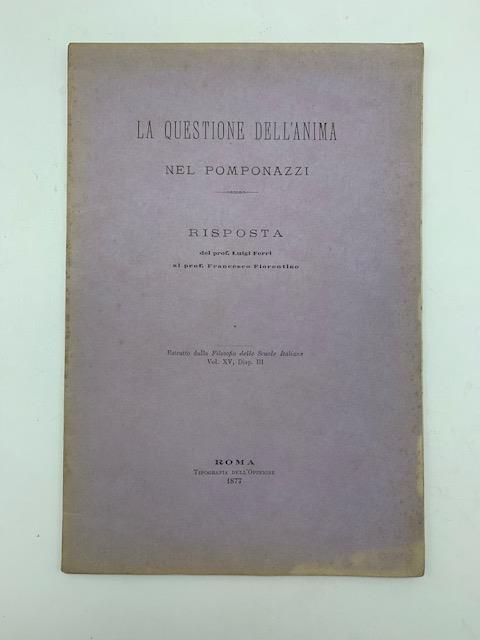 LA QUESTIONE DELL'ANIMA
NEL POMPONAZZI
RISPOSTA
del prof. Luigi Ferri
al prof. Francesco Fiorentino
Estratto dalla Filosofia delle Scuole Italiane
Vol. XV, Disp. III
ROMA
TIPOGRAFIA DELL'OPINIONE
1877